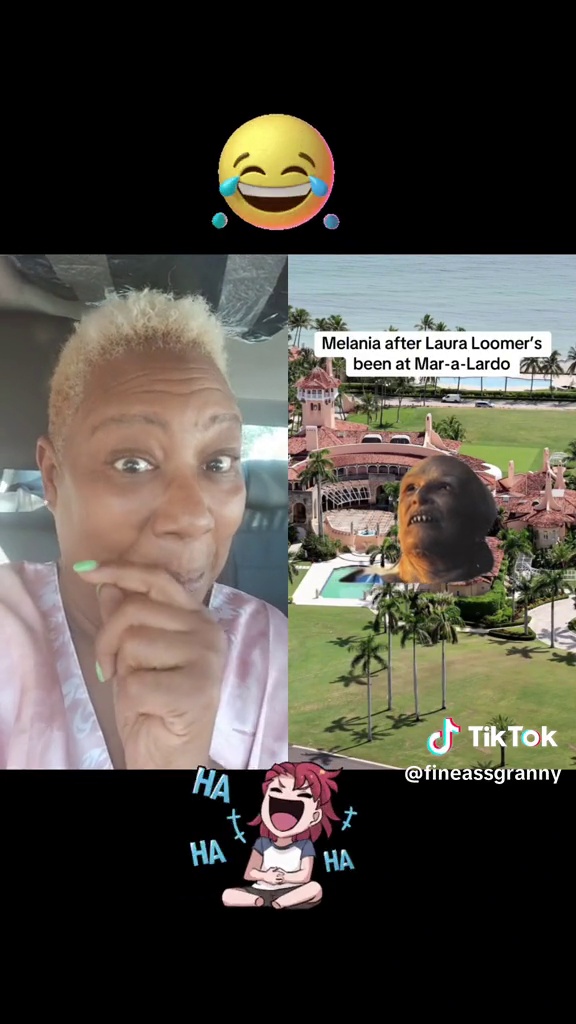 Melania after Laura Loomer's
been at Mar-a-Lardo
TikTok
@fineassgranny
HA
HA
HA